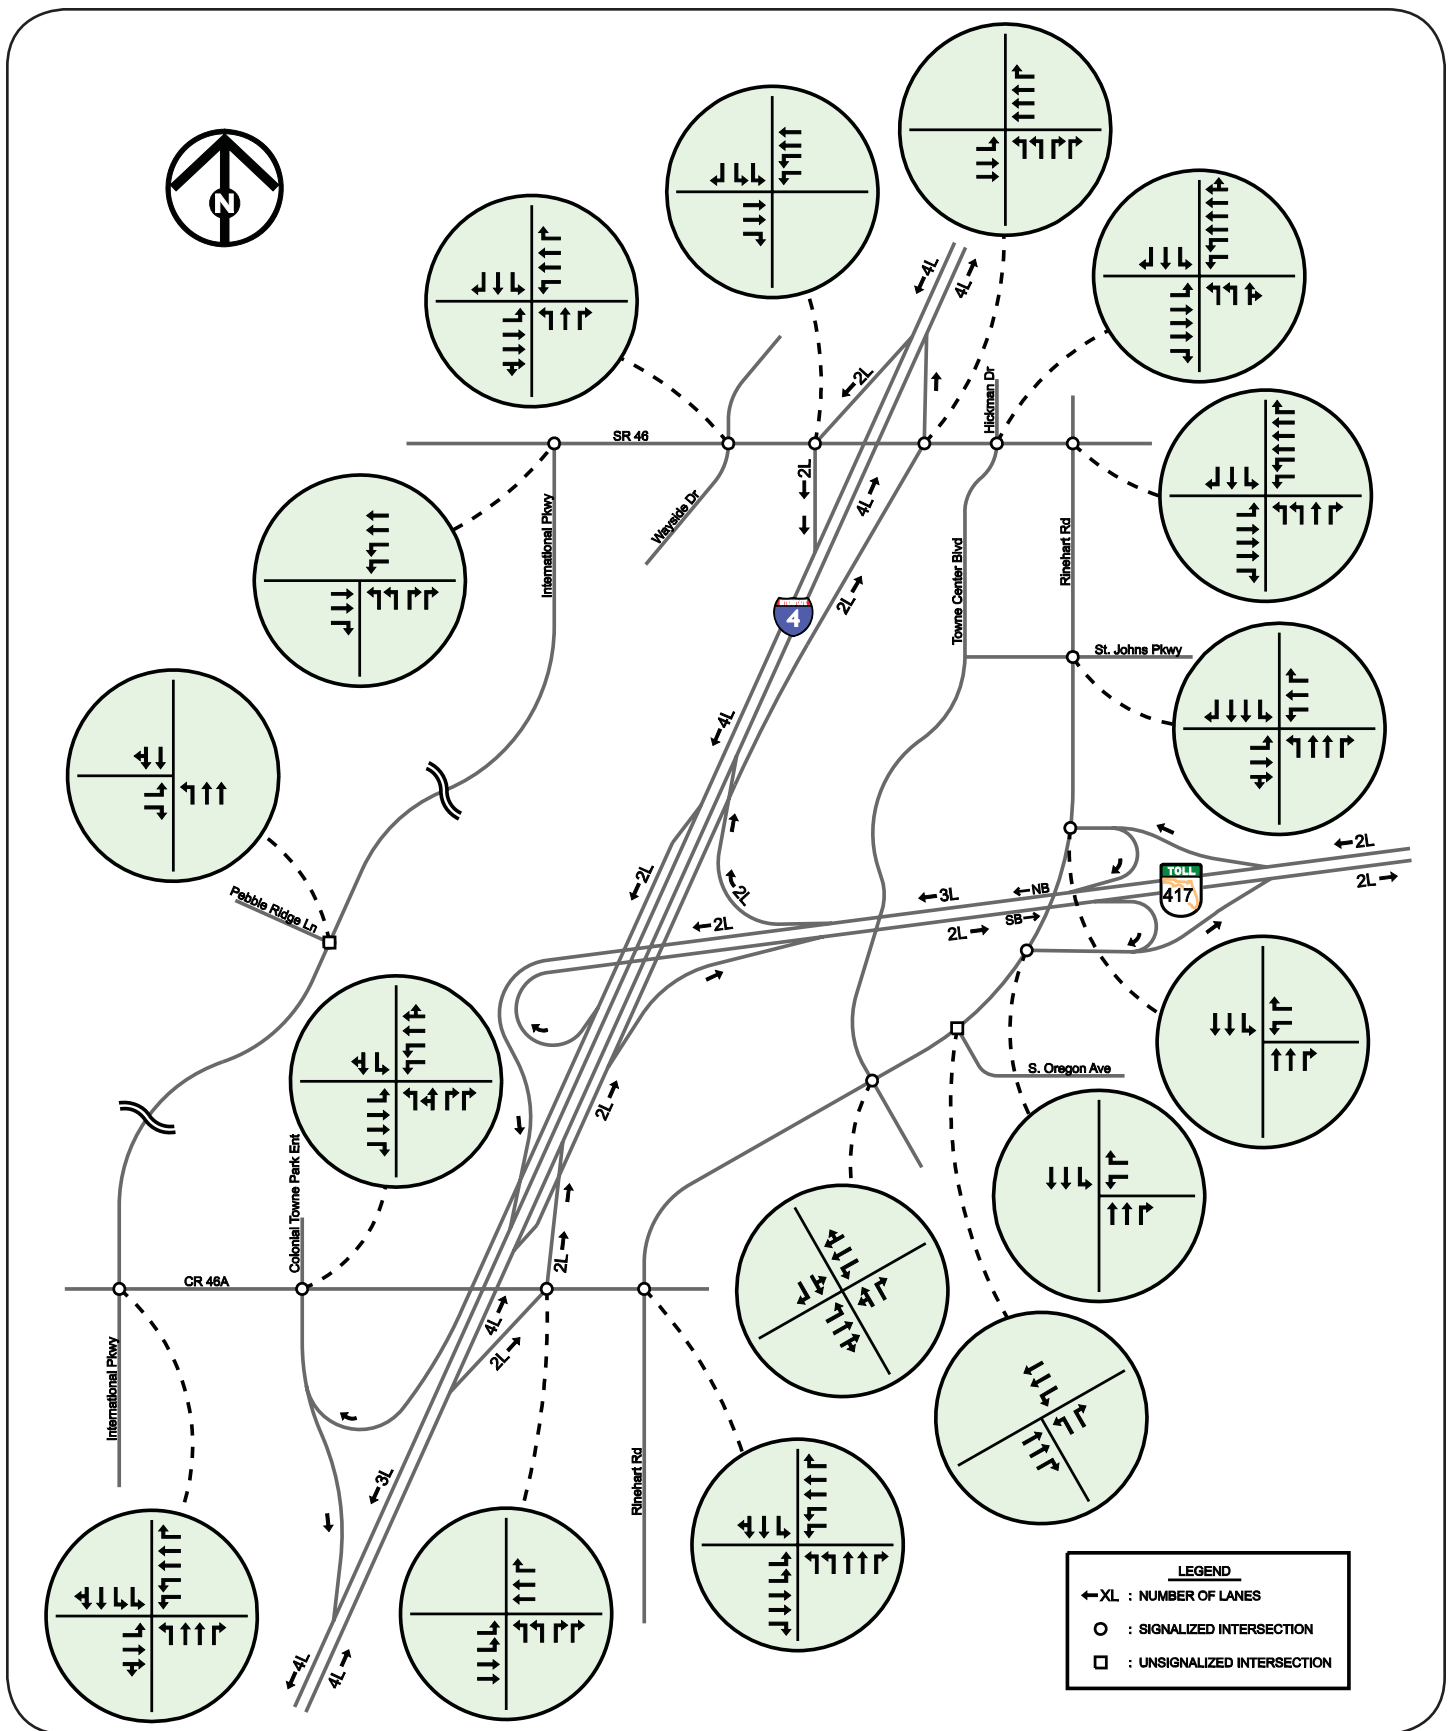 N
4L
4L
2L
Hickman Dr
SR 46
2L
4L
Wayside Dr
International Pkwy
Towne Center Blvd
Rinehart Rd
2L
4
St. Johns Pkwy
4L
2L
2L
TOLL
417
2L
Pebble Ridge Ln
2L
3L
NB
2L
SB
2L
2L
S. Oregon Ave
2L
Colonial Towne Park Ent
2L
CR 46A
4L
2L
International Pkwy
3L
Rinehart Rd
4L
4L
LEGEND
XL : NUMBER OF LANES
: SIGNALIZED INTERSECTION
: UNSIGNALIZED INTERSECTION